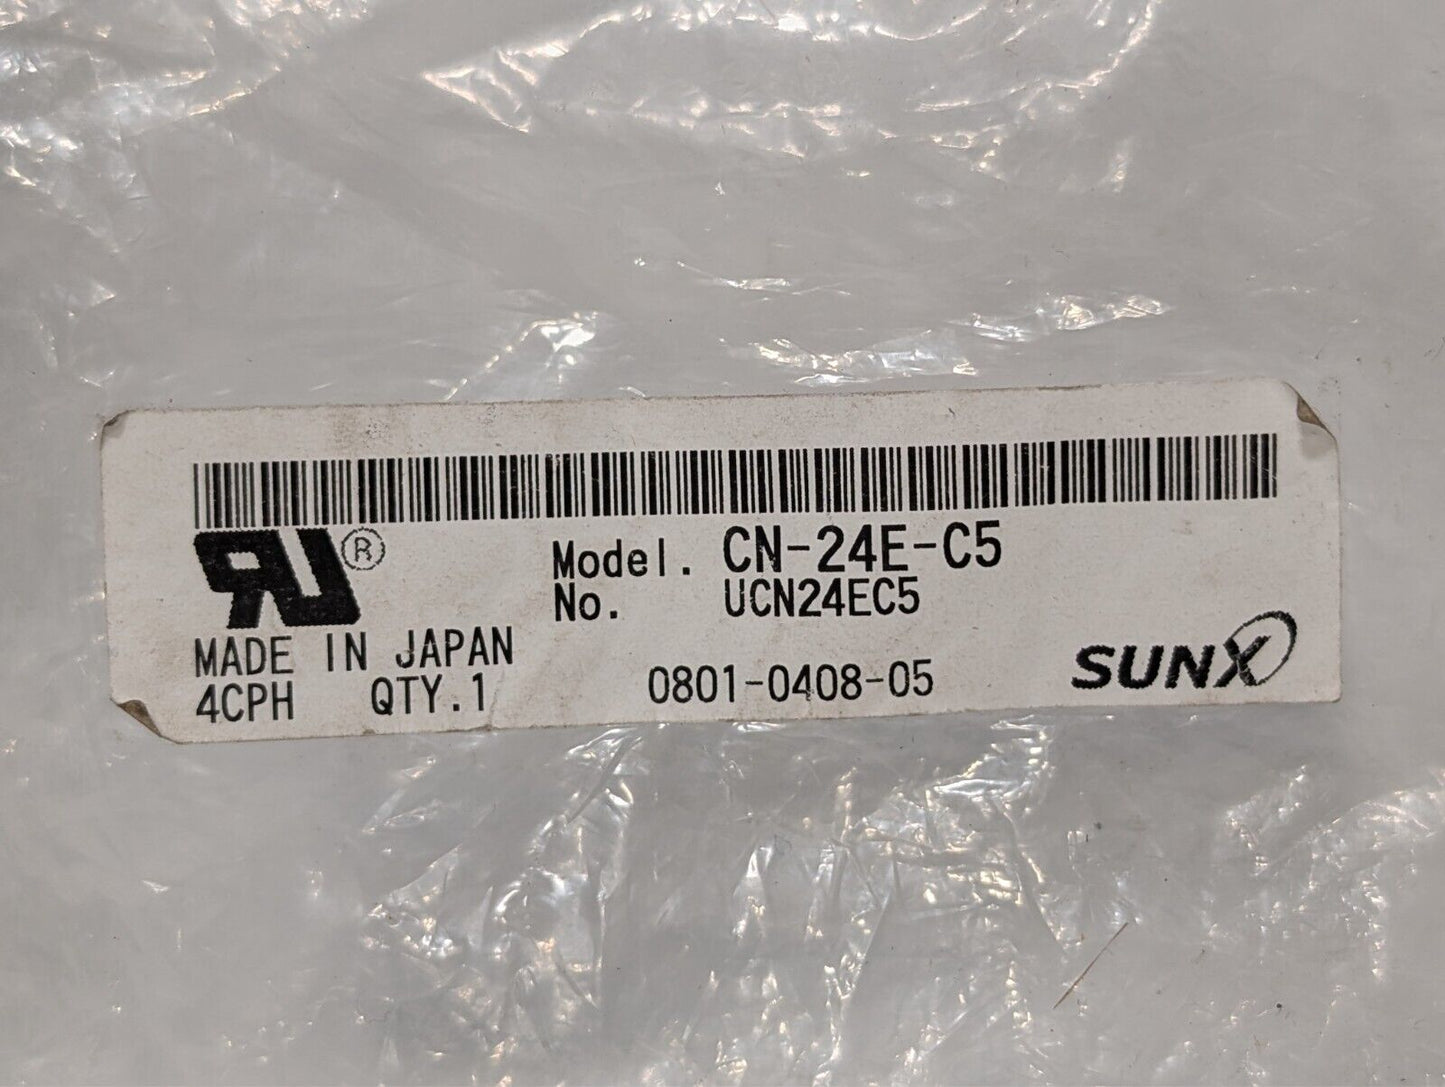 Model. CN-24E-C5
No. UCN24EC5
MADE IN JAPAN
4CPH QTY.1 0801-0408-05
SUNX